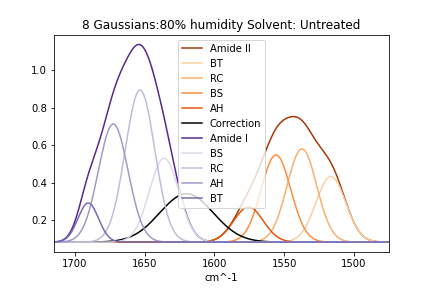 8 Gaussians:80% humidity Solvent: Untreated
1.0
0.8
0.6
0.4
0.2
Amide II
BT
RC
BS
AH
Correction
Amide I
BS
RC
AH
BT
1700 1650 1600 1550 1500
cm^-1